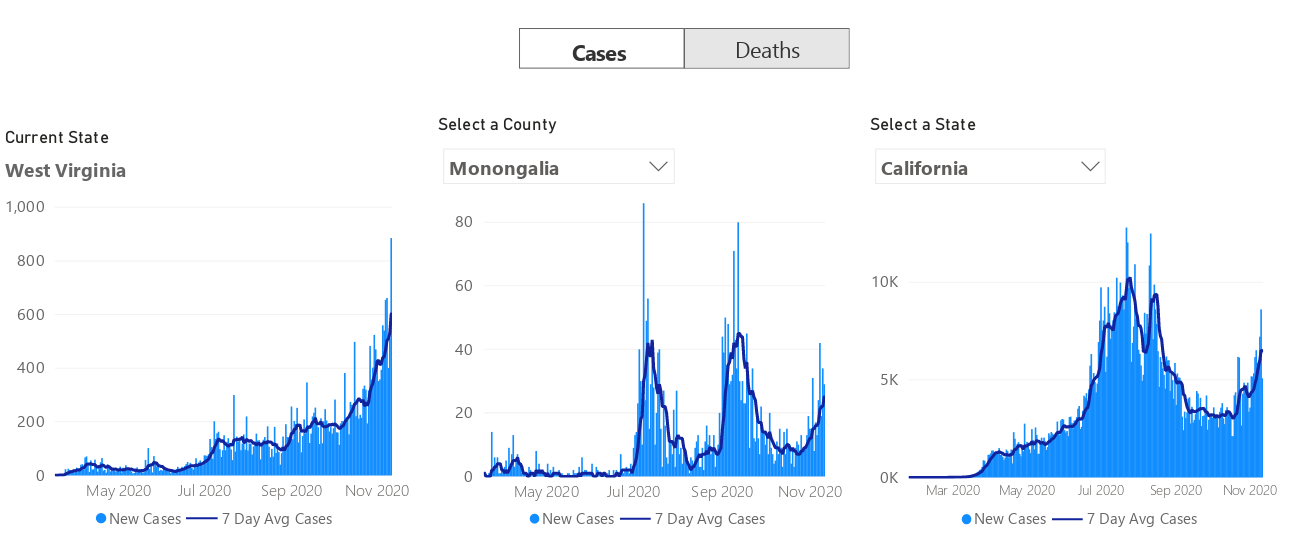 Cases Deaths
Current State
West Virginia
1,000
800
600
400
200
0
May 2020 Jul 2020 Sep 2020 Nov 2020
New Cases 7 Day Avg Cases
Select a County
Monongalia
80
60
40
20
0
May 2020 Jul 2020 Sep 2020 Nov 2020
New Cases 7 Day Avg Cases
Select a State
California
10K
5K
0K
Mar 2020 May 2020 Jul 2020 Sep 2020 Nov 2020
New Cases 7 Day Avg Cases